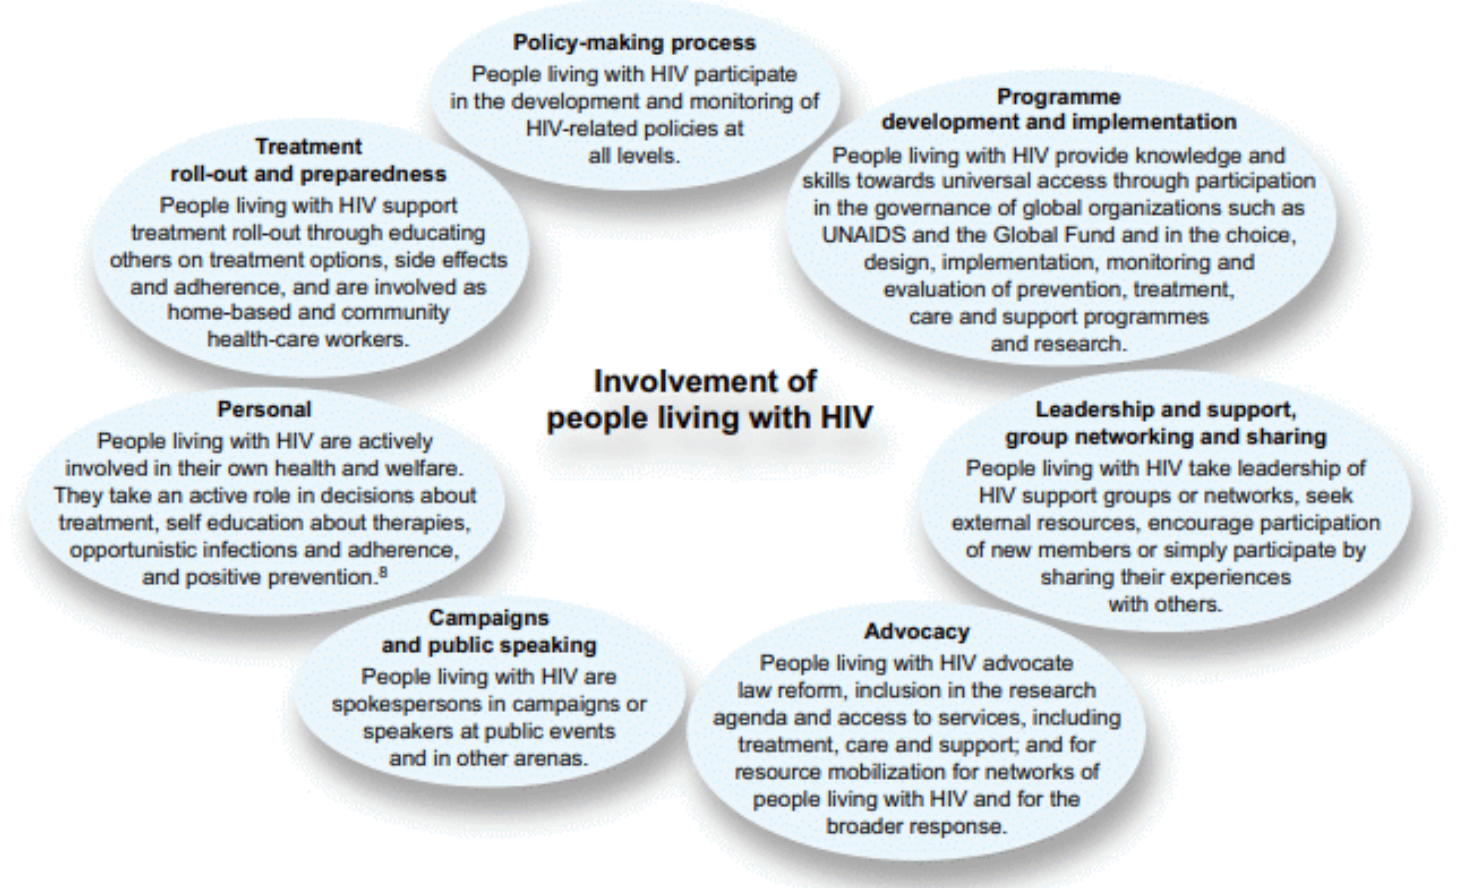 Policy-making process
People living with HIV participate
in the development and monitoring of
HIV-related policies at
all levels.
Programme
development and implementation
People living with HIV provide knowledge and
skills towards universal access through participation
in the governance of global organizations such as
UNAIDS and the Global Fund and in the choice,
design, implementation, monitoring and
evaluation of prevention, treatment,
care and support programmes
and research.
Treatment
roll-out and preparedness
People living with HIV support
treatment roll-out through educating
others on treatment options, side effects
and adherence, and are involved as
home-based and community
health-care workers.
Involvement of
people living with HIV
Personal
People living with HIV are actively
involved in their own health and welfare.
They take an active role in decisions about
treatment, self education about therapies,
opportunistic infections and adherence,
and positive prevention.⁸
Leadership and support,
group networking and sharing
People living with HIV take leadership of
HIV support groups or networks, seek
external resources, encourage participation
of new members or simply participate by
sharing their experiences
with others.
Campaigns
and public speaking
People living with HIV are
spokespersons in campaigns or
speakers at public events
and in other arenas.
Advocacy
People living with HIV advocate
law reform, inclusion in the research
agenda and access to services, including
treatment, care and support; and for
resource mobilization for networks of
people living with HIV and for the
broader response.